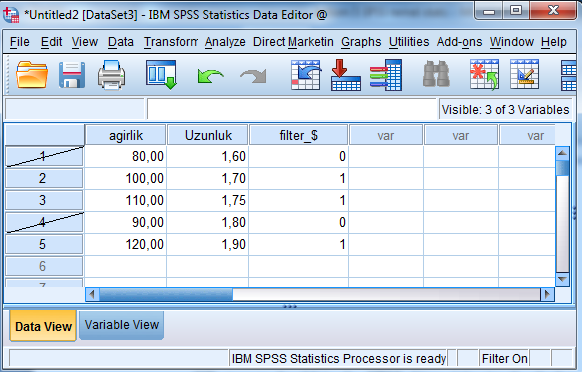 *Untitled2 [DataSet3] - IBM SPSS Statistics Data Editor @
File Edit View Data Transform Analyze Direct Marketin Graphs Utilities Add-ons Window Help
Visible: 3 of 3 Variables
agirlik Uzunluk filter_$ var var var
1 80,00 1,60 0
2 100,00 1,70 1
3 110,00 1,75 1
4 90,00 1,80 0
5 120,00 1,90 1
6
7
Data View Variable View
IBM SPSS Statistics Processor is ready Filter On